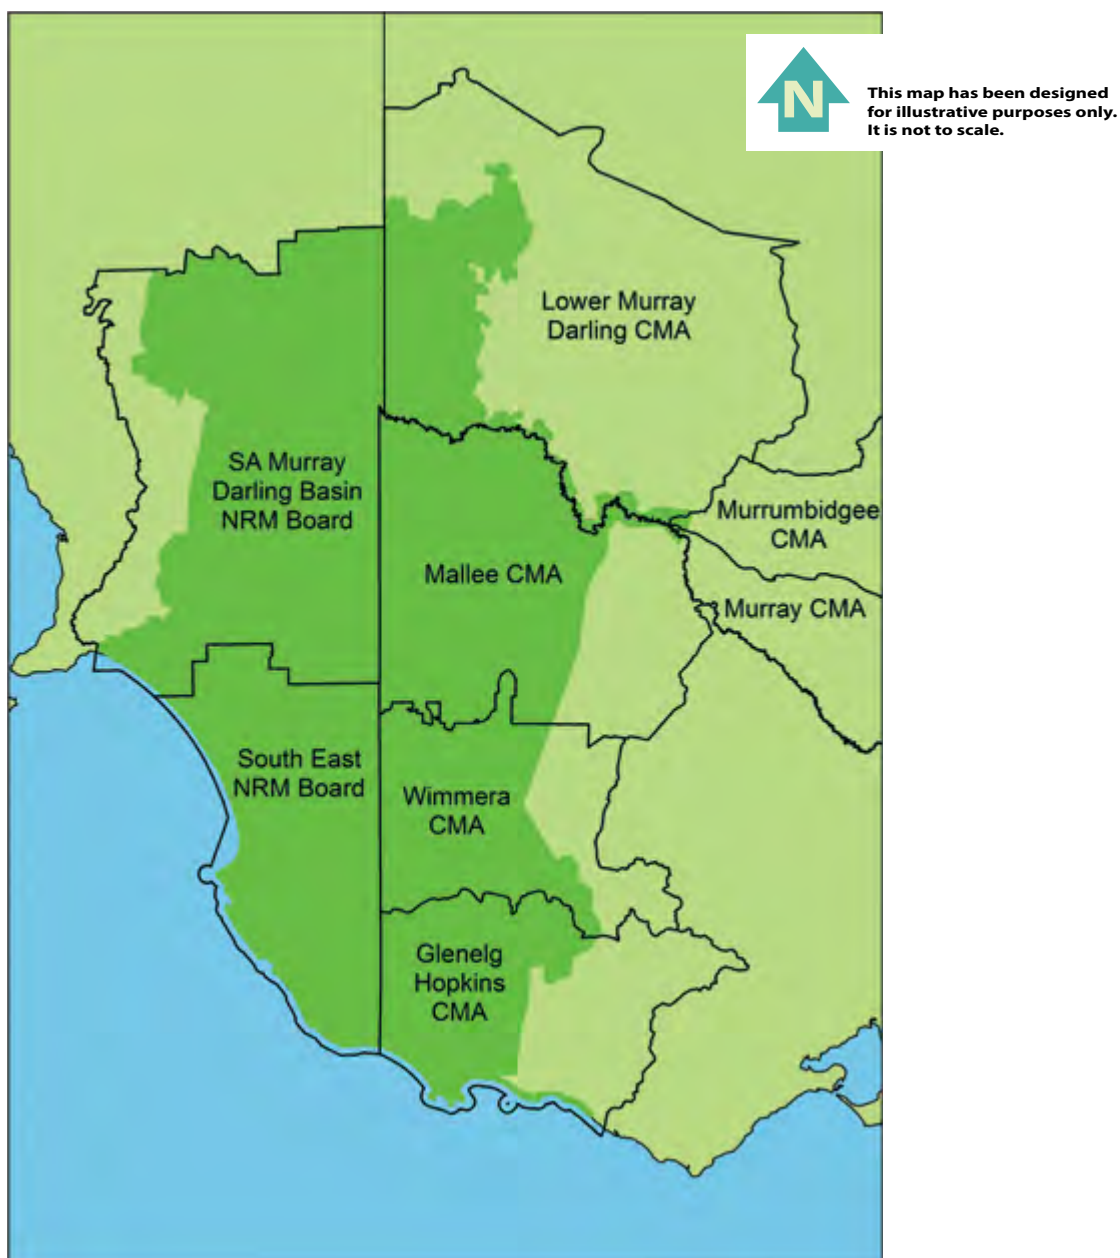 N
This map has been designed
for illustrative purposes only.
It is not to scale.
Lower Murray
Darling CMA
SA Murray
Darling Basin
NRM Board
Murrumbidgee
CMA
Mallee CMA
Murray CMA
South East
NRM Board
Wimmera
CMA
Glenelg
Hopkins
CMA